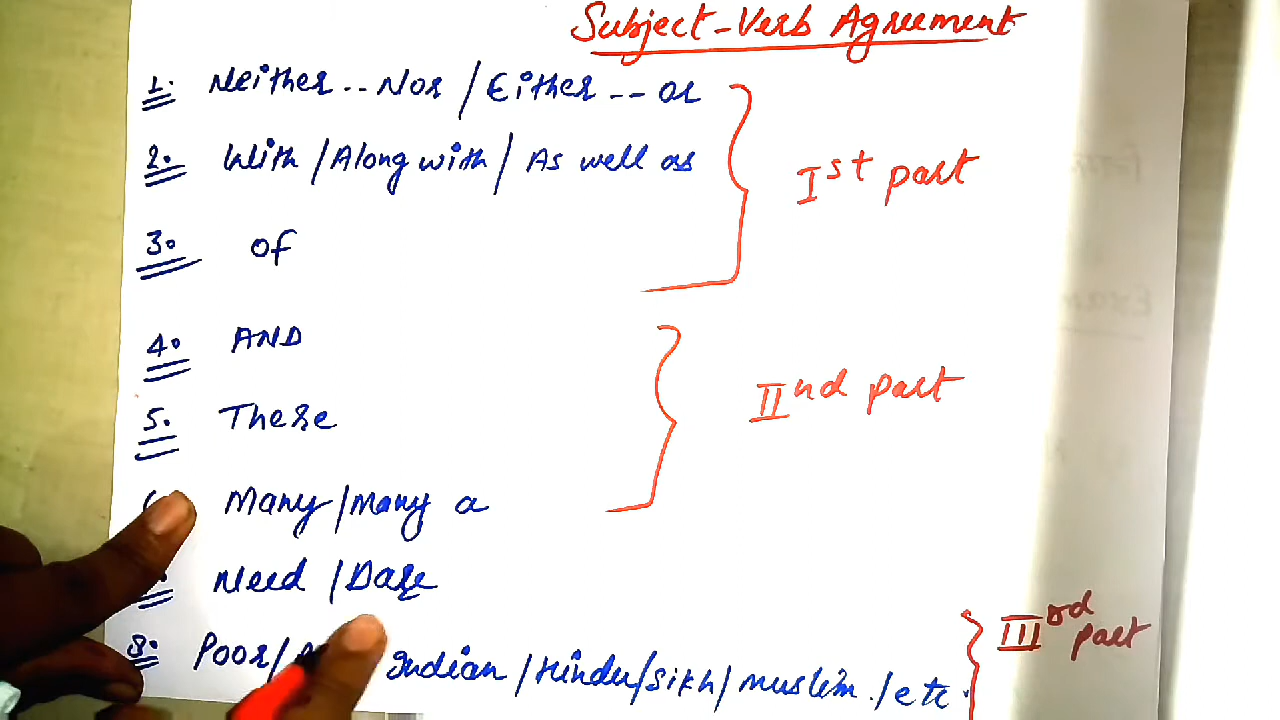 Subject-Verb Agreement
1. Neither -- Nor / Either -- or
2. With / Along with / As well as
Ist part
3. of
4. AND
IInd part
5. There
Many / Many a
Need / Dare
IIIrd part
8. Poor / Indian / Hindu / Sikh / muslim. / etc.